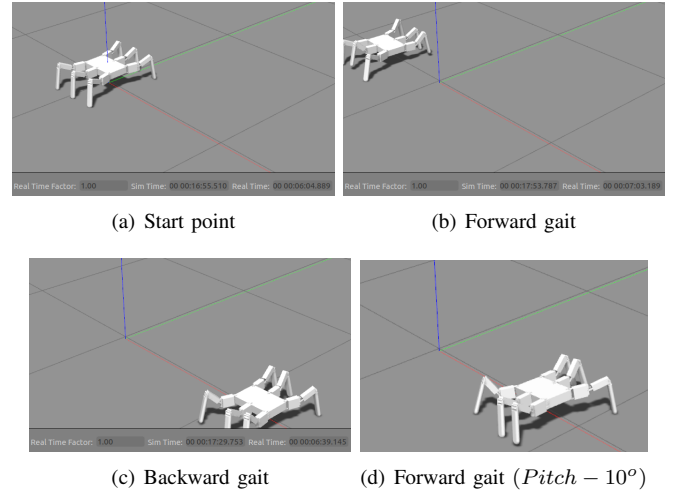 Real Time Factor: 1.00 Sim Time: 00 00:16:55.510 Real Time: 00 00:06:04.889
Real Time Factor: 1.00 Sim Time: 00 00:17:53.787 Real Time: 00 00:07:03.189
(a) Start point
(b) Forward gait
Real Time Factor: 1.00 Sim Time: 00 00:17:29.753 Real Time: 00 00:06:39.145
(c) Backward gait
(d) Forward gait (Pitch − 10°)